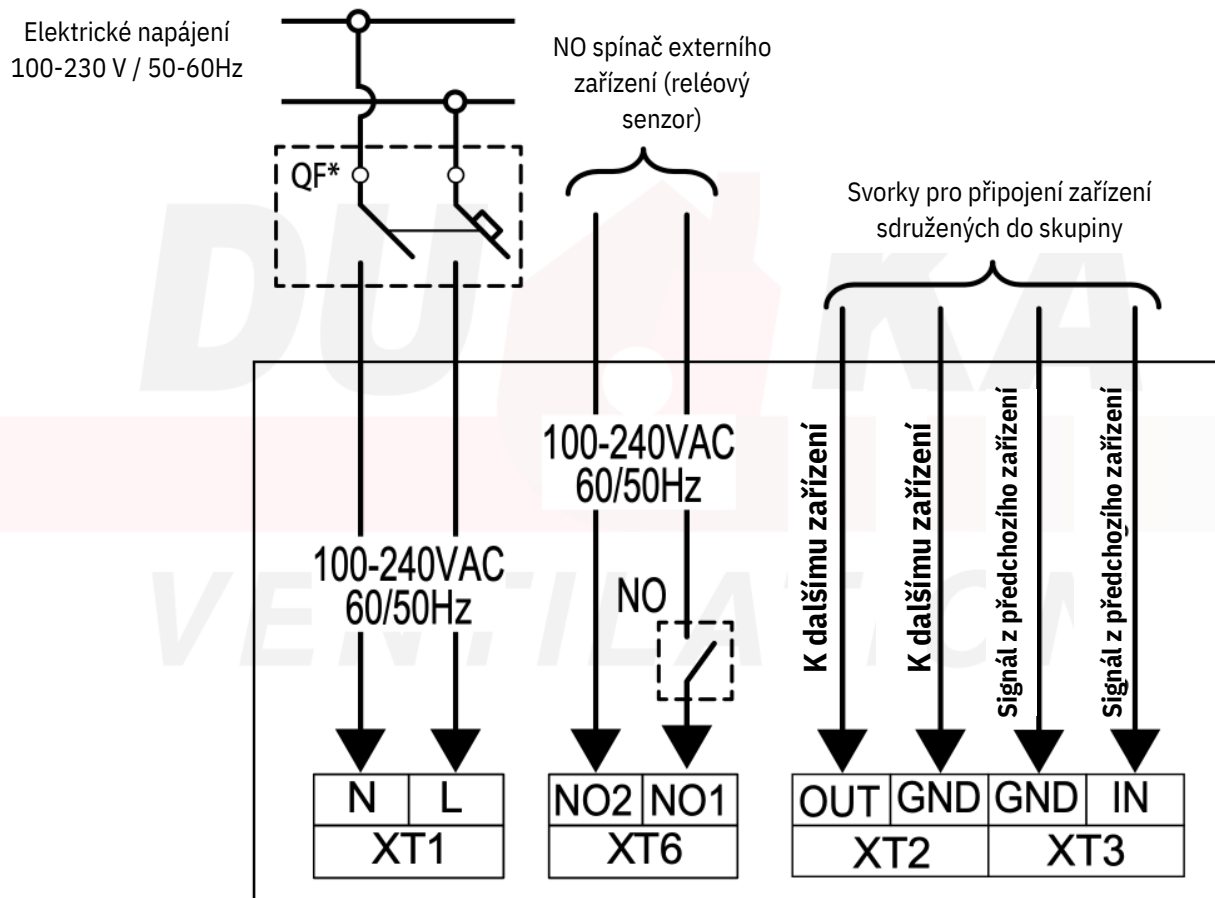 Elektrické napájení
100-230 V / 50-60Hz
NO spínač externího
zařízení (reléový
senzor)
Svorky pro připojení zařízení
sdružených do skupiny
QF*
100-240VAC
60/50Hz
100-240VAC
60/50Hz
NO
K dalšímu zařízení
K dalšímu zařízení
Signál z předchozího zařízení
Signál z předchozího zařízení
N L
XT1
NO2 NO1
XT6
OUT GND GND IN
XT2 XT3
DUKA
VENTILATION